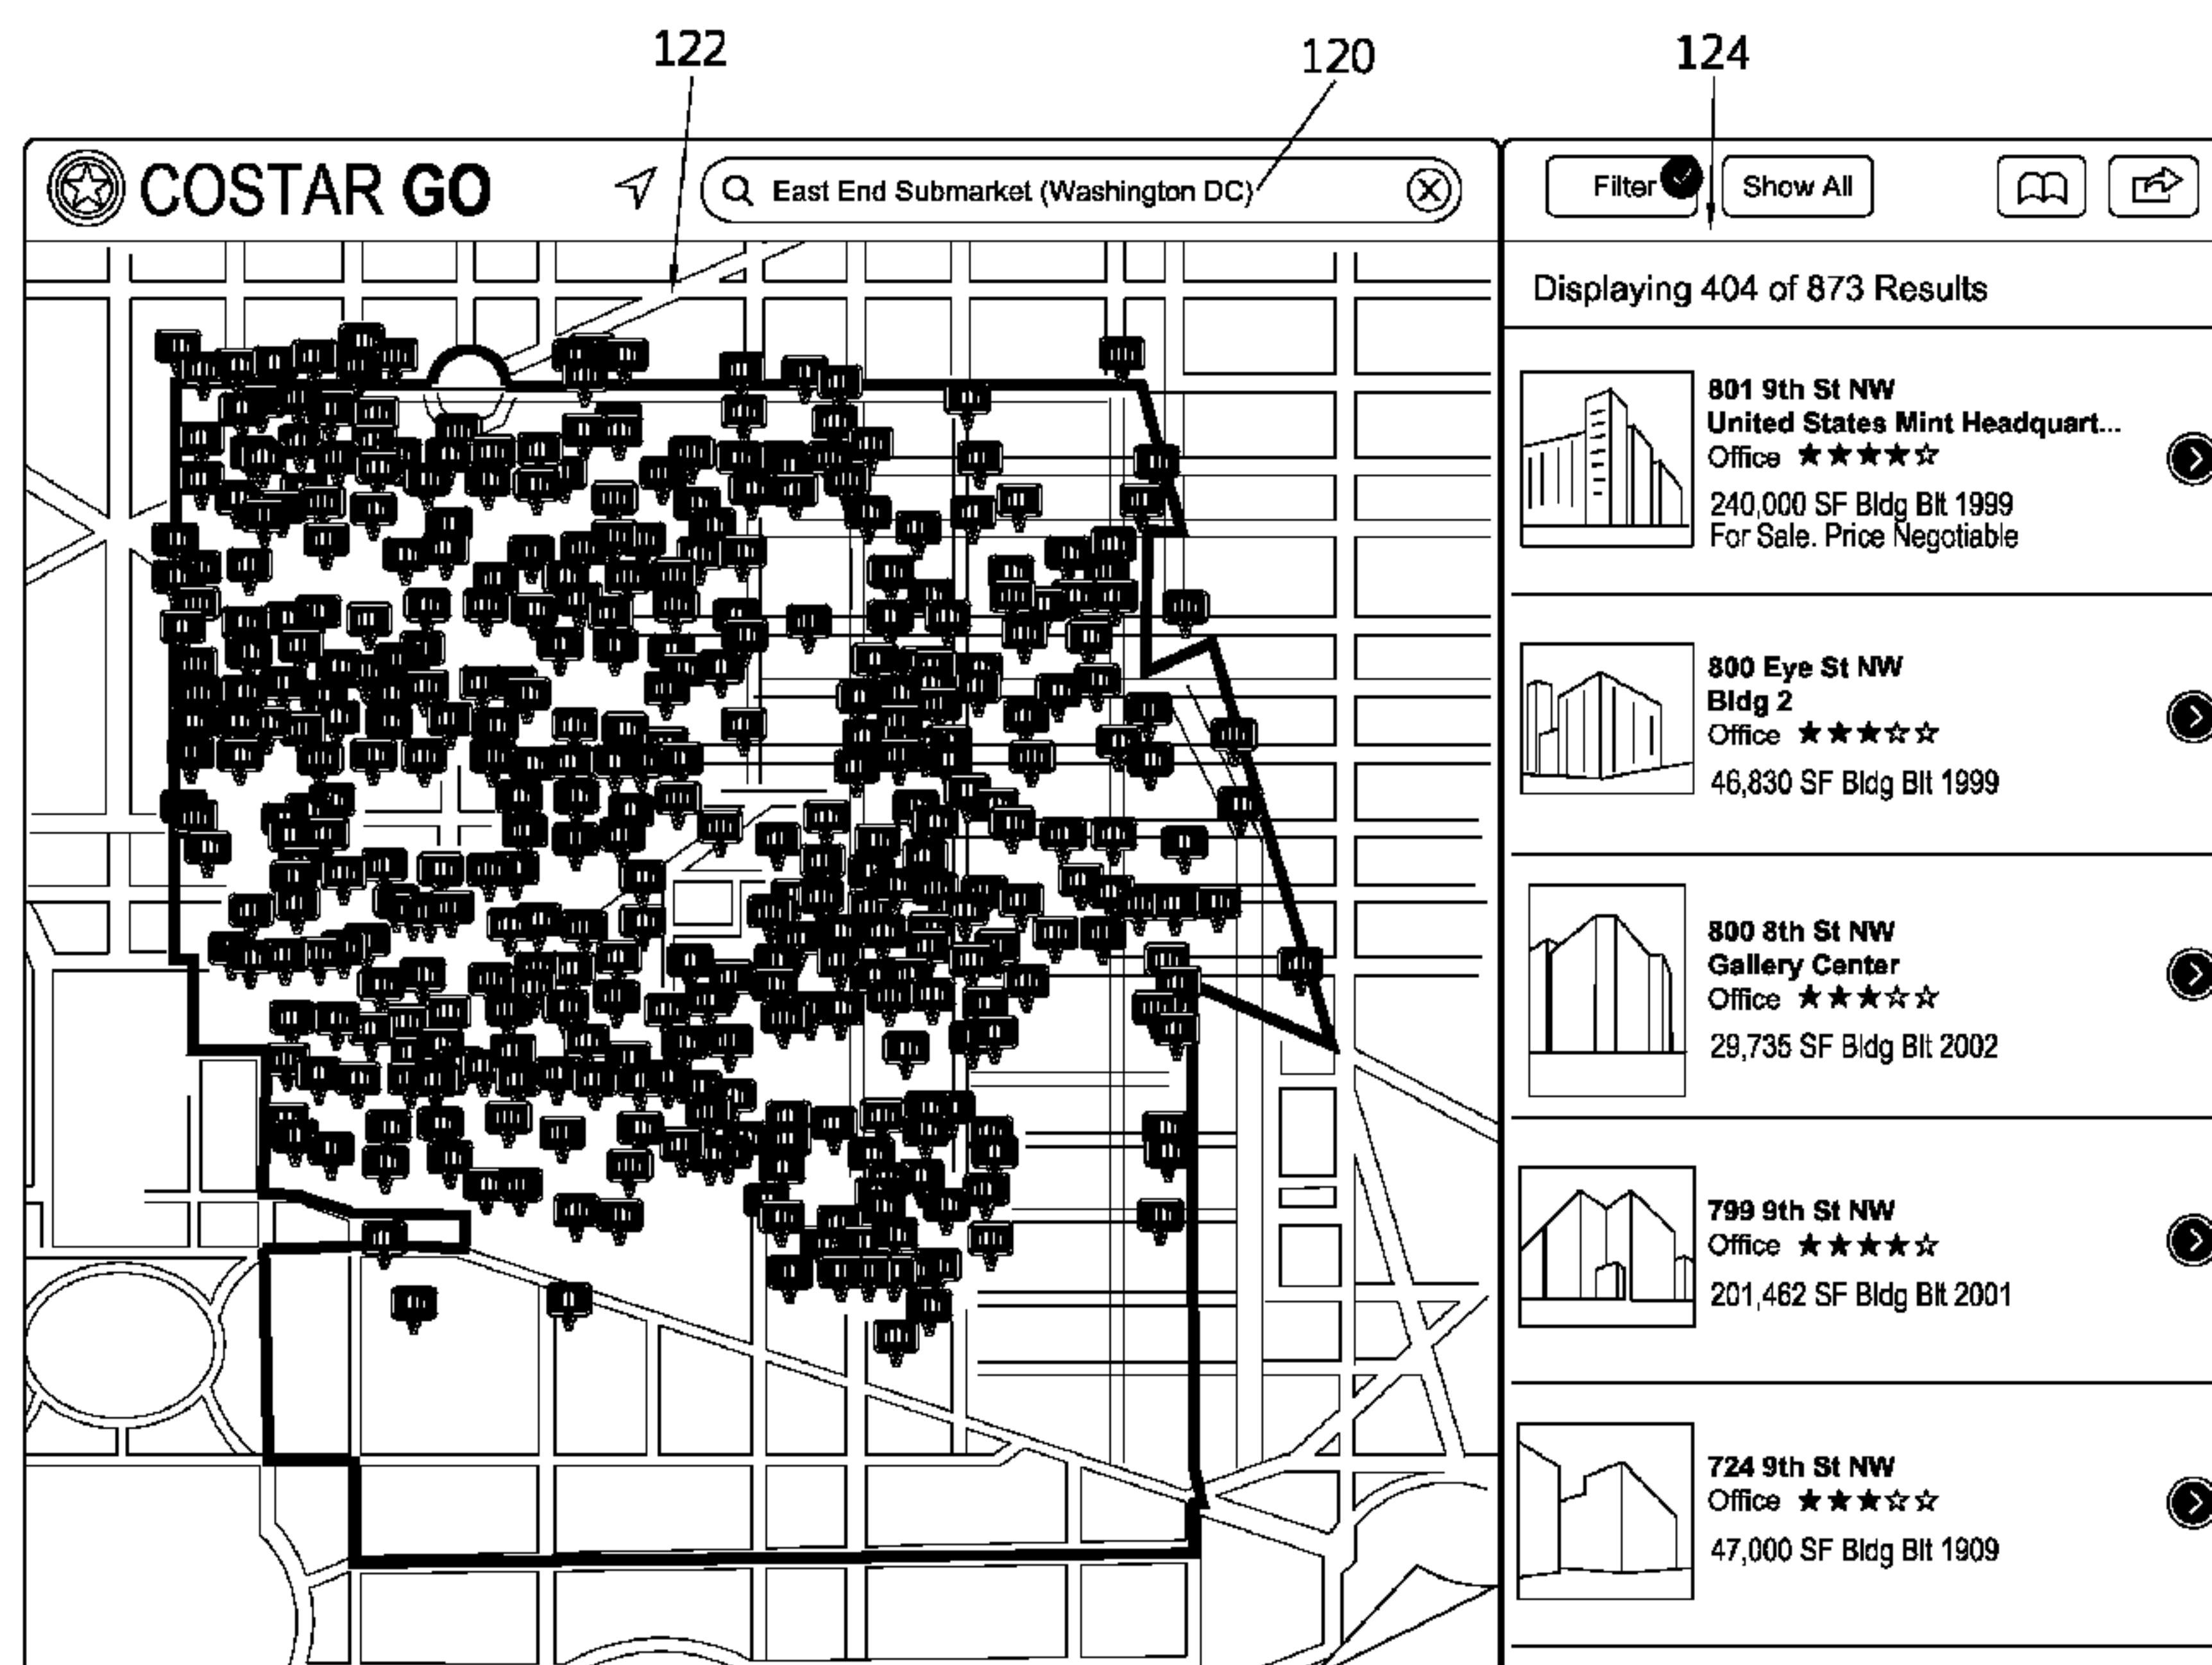 122
120
124
COSTAR GO
East End Submarket (Washington DC)
Filter
Show All
Displaying 404 of 873 Results
801 9th St NW
United States Mint Headquart...
Office ★★★★☆
240,000 SF Bldg Blt 1999
For Sale. Price Negotiable
800 Eye St NW
Bldg 2
Office ★★★☆☆
46,830 SF Bldg Blt 1999
800 8th St NW
Gallery Center
Office ★★★☆☆
29,735 SF Bldg Blt 2002
799 9th St NW
Office ★★★★☆
201,462 SF Bldg Blt 2001
724 9th St NW
Office ★★★☆☆
47,000 SF Bldg Blt 1909